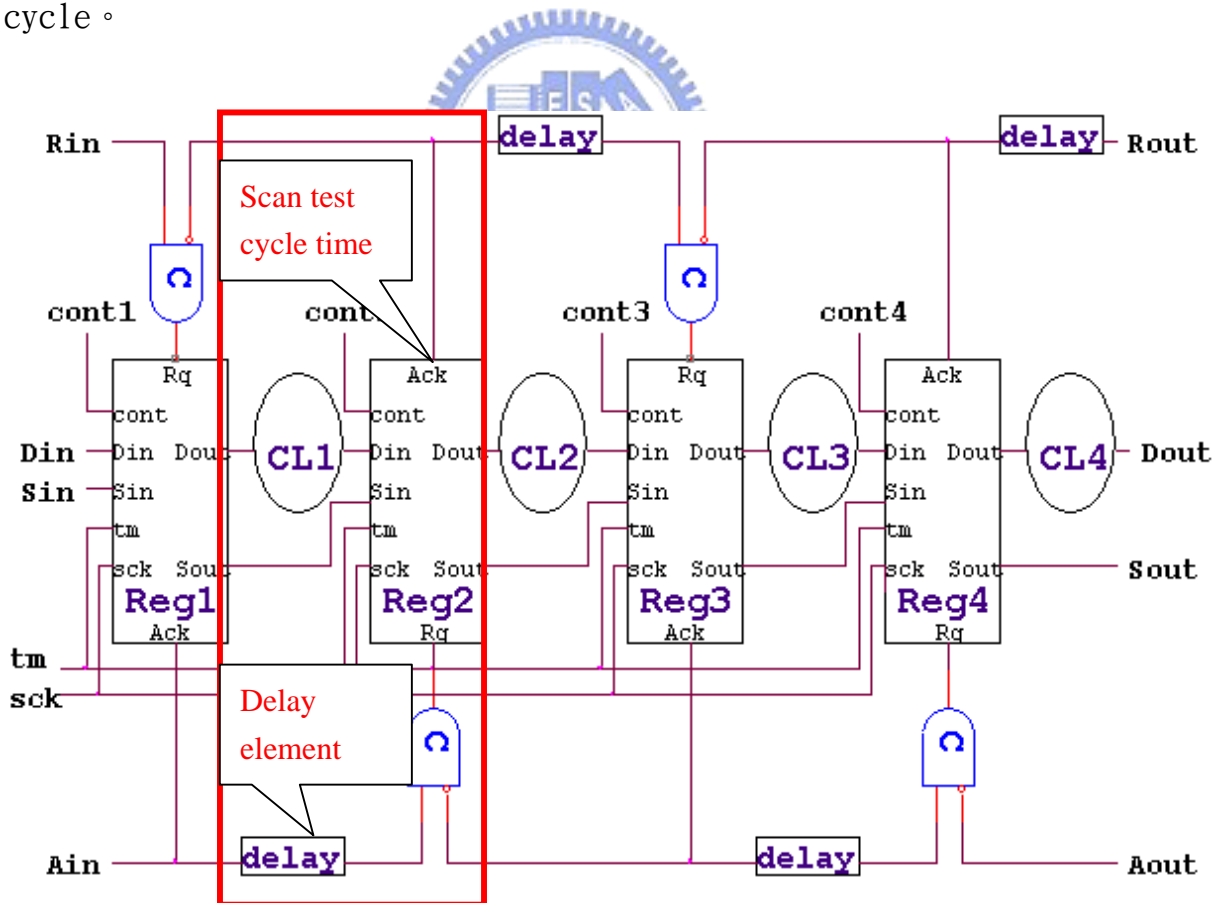 cycle。
E S A
Rin
delay
delay
Rout
Scan test
cycle time
C
C
cont1
cont
cont3
cont4
Rq
Ack
Rq
Ack
cont
cont
cont
cont
Din
Din Dout
CL1
Din Dout
CL2
Din Dout
CL3
Din Dout
CL4
Dout
Sin
Sin
Sin
Sin
Sin
tm
tm
tm
tm
sck Sout
sck Sout
sck Sout
sck Sout
Sout
Reg1
Reg2
Reg3
Reg4
Ack
Rq
Ack
Rq
tm
sck
Delay
element
C
C
Ain
delay
delay
Aout